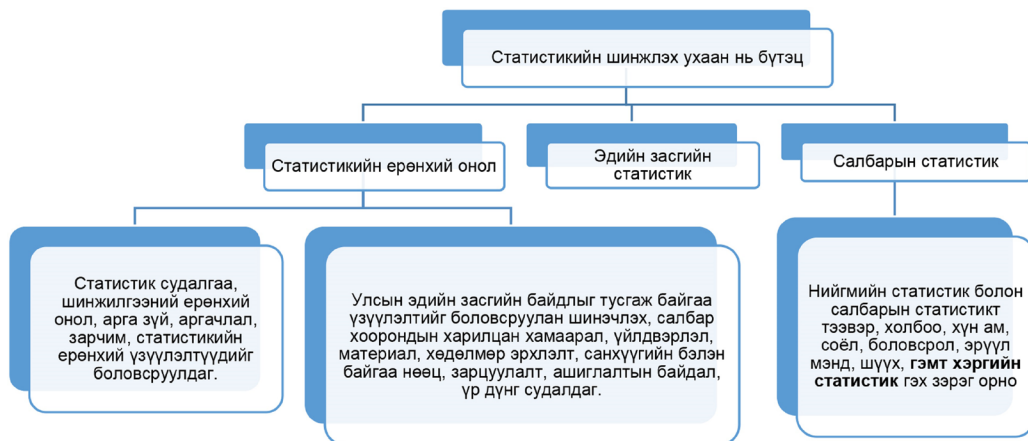 Статистикийн шинжлэх ухаан нь бүтэц
Статистикийн ерөнхий онол
Эдийн засгийн
статистик
Салбарын статистик
Статистик судалгаа,
шинжилгээний ерөнхий
онол, арга зүй, аргачлал,
зарчим, статистикийн
ерөнхий үзүүлэлтүүдийг
боловсруулдаг.
Улсын эдийн засгийн байдлыг тусгаж байгаа
үзүүлэлтийг боловсруулан шинэчлэх, салбар
хоорондын харилцан хамаарал, үйлдвэрлэл,
материал, хөдөлмөр эрхлэлт, санхүүгийн бэлэн
байгаа нөөц, зарцуулалт, ашиглалтын байдал,
үр дүнг судалдаг.
Нийгмийн статистик болон
салбарын статистикт
тээвэр, холбоо, хүн ам,
соёл, боловсрол, эрүүл
мэнд, шүүх, гэмт хэргийн
статистик гэх зэрэг орно